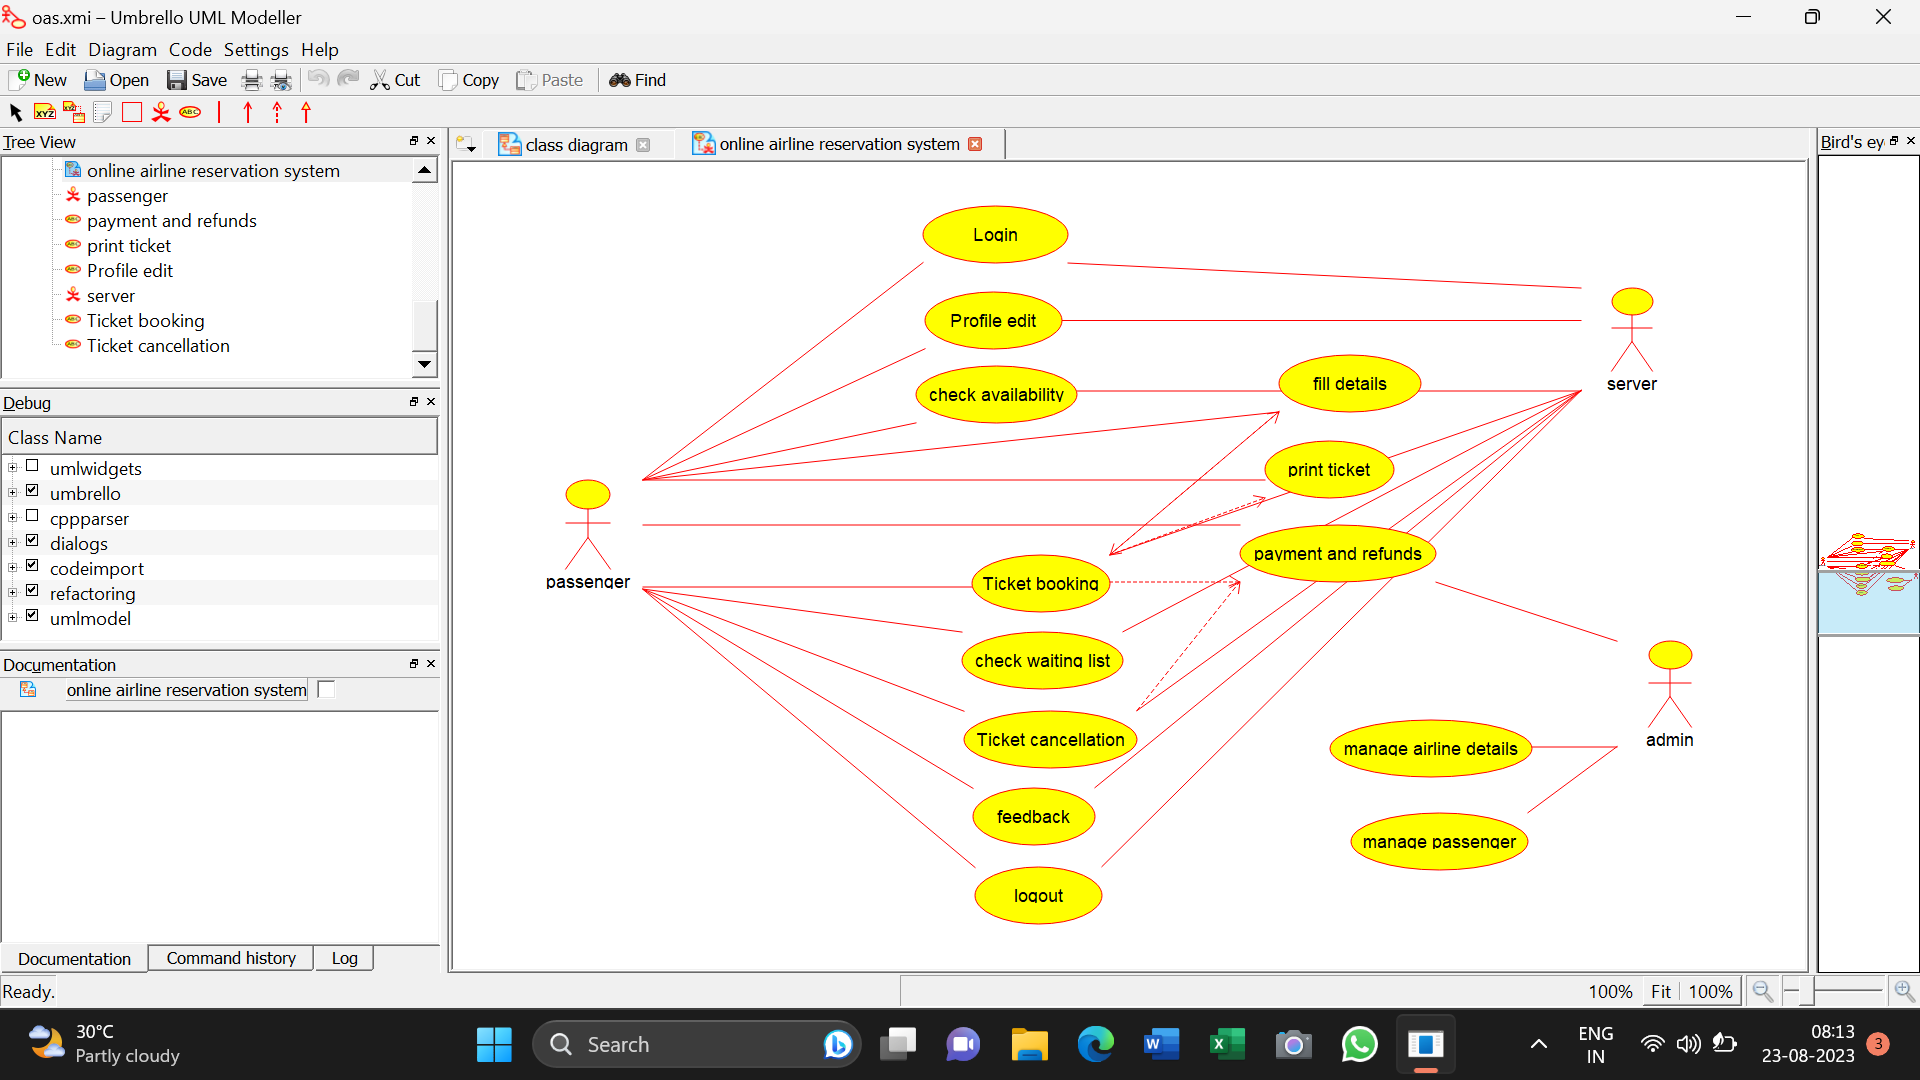 oas.xmi – Umbrello UML Modeller
File Edit Diagram Code Settings Help
New Open Save Cut Copy Paste Find
XYZ XYZ ABC
Tree View
online airline reservation system
passenger
payment and refunds
print ticket
Profile edit
server
Ticket booking
Ticket cancellation
Debug
Class Name
umlwidgets
umbrello
cppparser
dialogs
codeimport
refactoring
umlmodel
Documentation
online airline reservation system
Documentation Command history Log
Ready.
class diagram
online airline reservation system
Login
Profile edit
check availability
fill details
print ticket
payment and refunds
Ticket booking
check waiting list
Ticket cancellation
feedback
logout
manage airline details
manage passenger
passenger
server
admin
Bird's ey
100% Fit 100%
30°C
Partly cloudy
Search
ENG
IN
08:13
23-08-2023
3